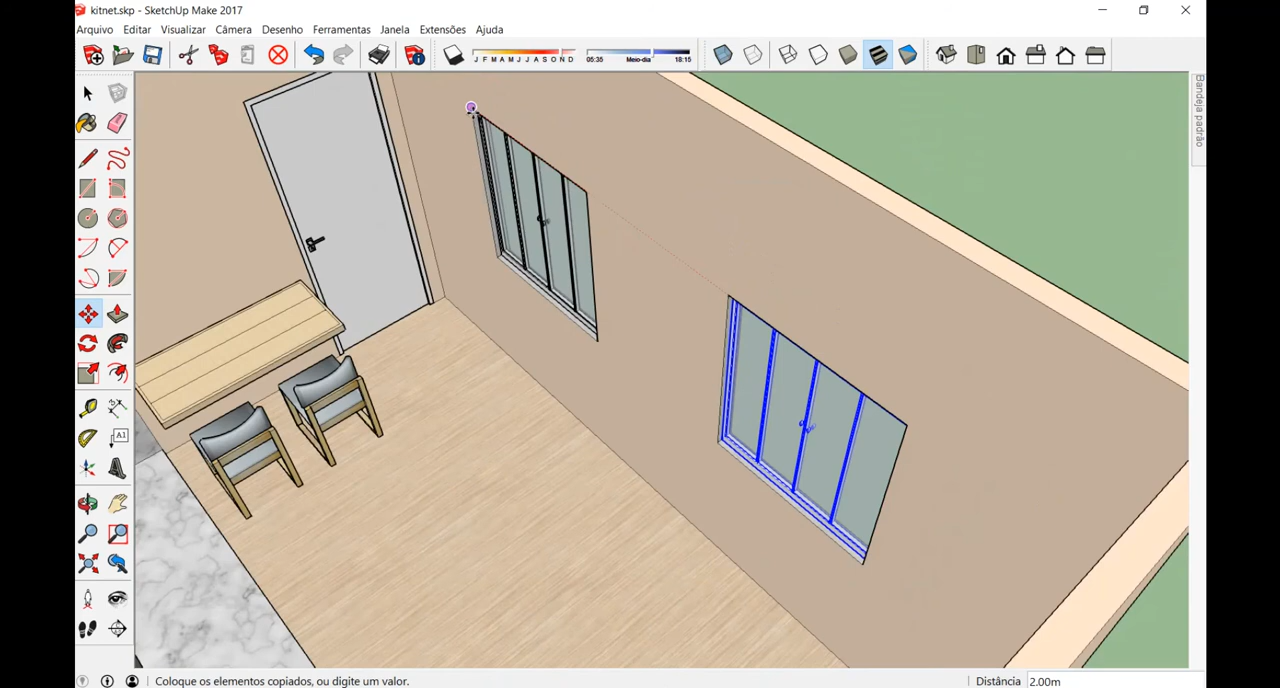 kitnet.skp - SketchUp Make 2017
Arquivo Editar Visualizar Câmera Desenho Ferramentas Janela Extensões Ajuda
J F M A M J J A S O N D 05:35 Meio-dia 18:15
Bandeja padrão
A1
Coloque os elementos copiados, ou digite um valor. Distância 2.00m